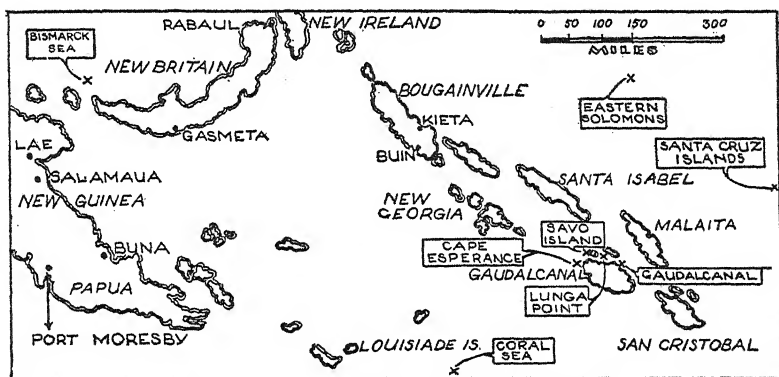 RABAUL
NEW IRELAND
0 50 100 150 300
MILES
BISMARCK
SEA
NEW BRITAIN
BOUGAINVILLE
EASTERN
SOLOMONS
GASMETA
KIETA
LAE
BUIN
SANTA CRUZ
ISLANDS
SALAMAUA
SANTA ISABEL
NEW GUINEA
NEW
GEORGIA
MALAITA
SAVO
ISLAND
BUNA
CAPE
ESPERANCE
GAUDALCANAL
GAUDALCANAL
PAPUA
LUNGA
POINT
PORT MORESBY
LOUISIADE IS.
CORAL
SEA
SAN CRISTOBAL